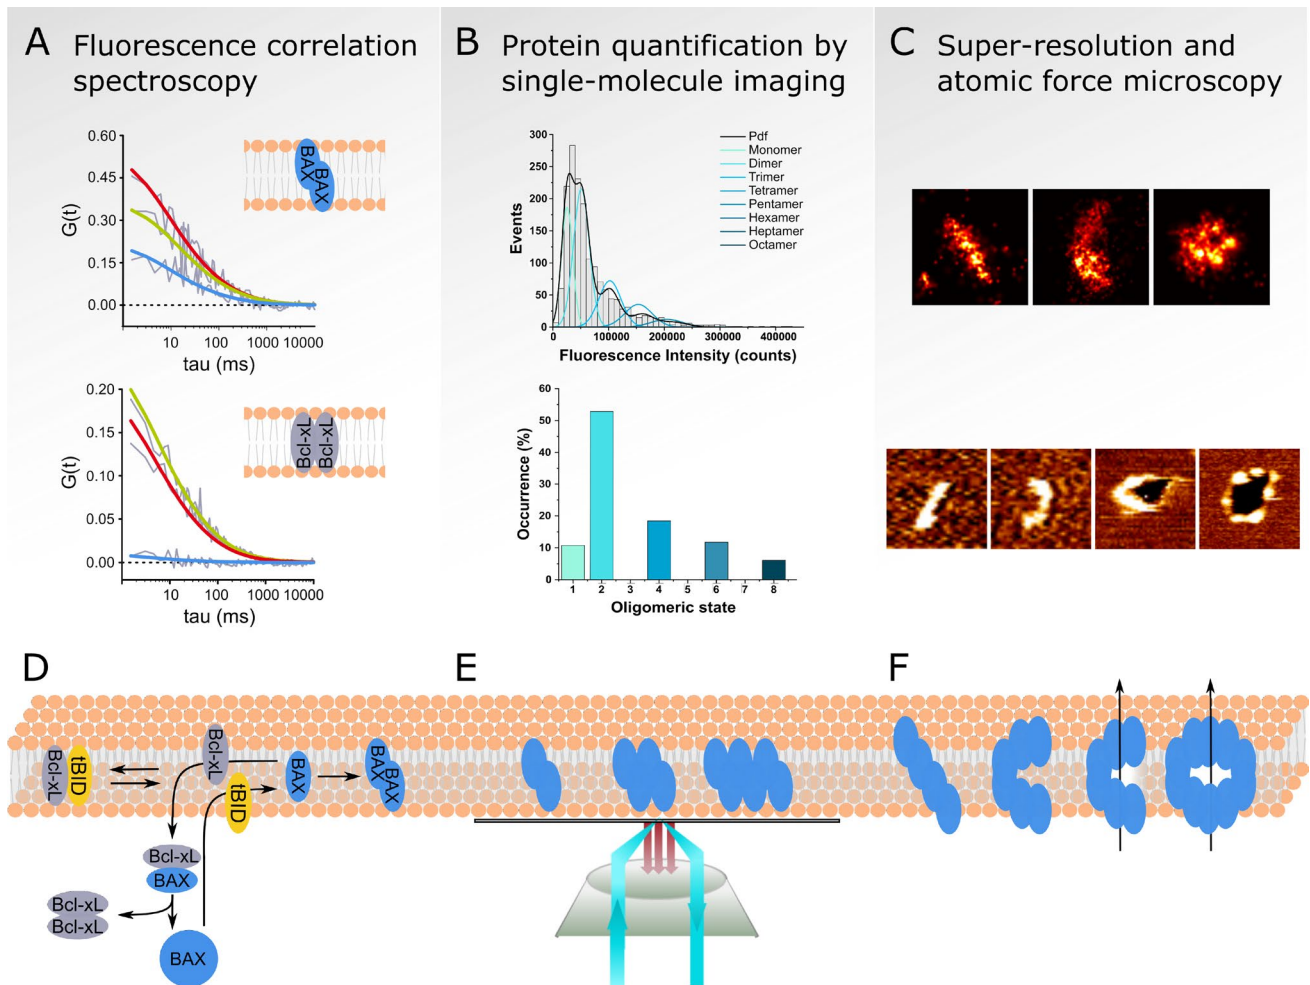 A Fluorescence correlation
spectroscopy
0.60
0.45
0.30
0.15
0.00
G(t)
10 100 1000 10000
tau (ms)
BAX
BAX
0.20
0.15
0.10
0.05
0.00
G(t)
10 100 1000 10000
tau (ms)
Bcl-xL
Bcl-xL
B Protein quantification by
single-molecule imaging
300
250
200
150
100
50
0
Events
0 100000 200000 300000 400000
Fluorescence Intensity (counts)
Pdf
Monomer
Dimer
Trimer
Tetramer
Pentamer
Hexamer
Heptamer
Octamer
60
50
40
30
20
10
0
Occurrence (%)
1 2 3 4 5 6 7 8
Oligomeric state
C Super-resolution and
atomic force microscopy
D
Bcl-xL
tBID
Bcl-xL
tBID
BAX
BAX
BAX
Bcl-xL
BAX
Bcl-xL
Bcl-xL
BAX
E
F